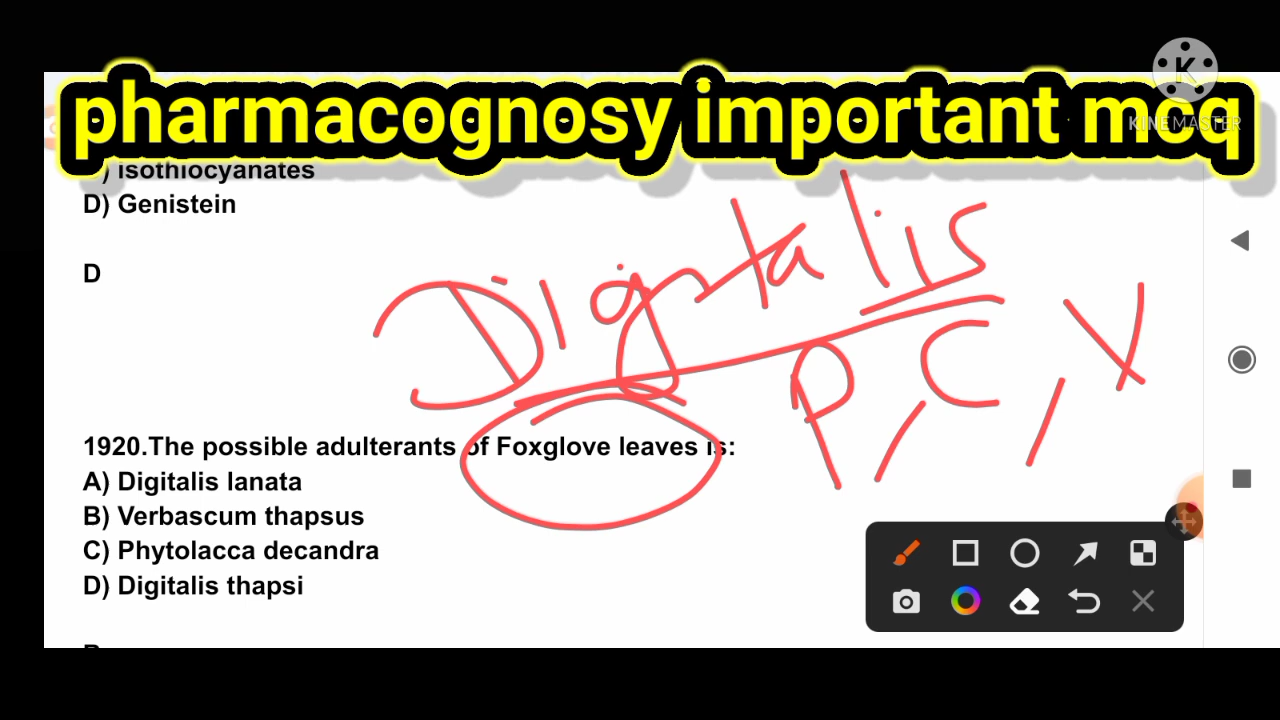 pharmacognosy important mcq
KINEMASTER
isothiocyanates
D) Genistein
D
Digitalis
P, C, V
1920.The possible adulterants of Foxglove leaves is:
A) Digitalis lanata
B) Verbascum thapsus
C) Phytolacca decandra
D) Digitalis thapsi